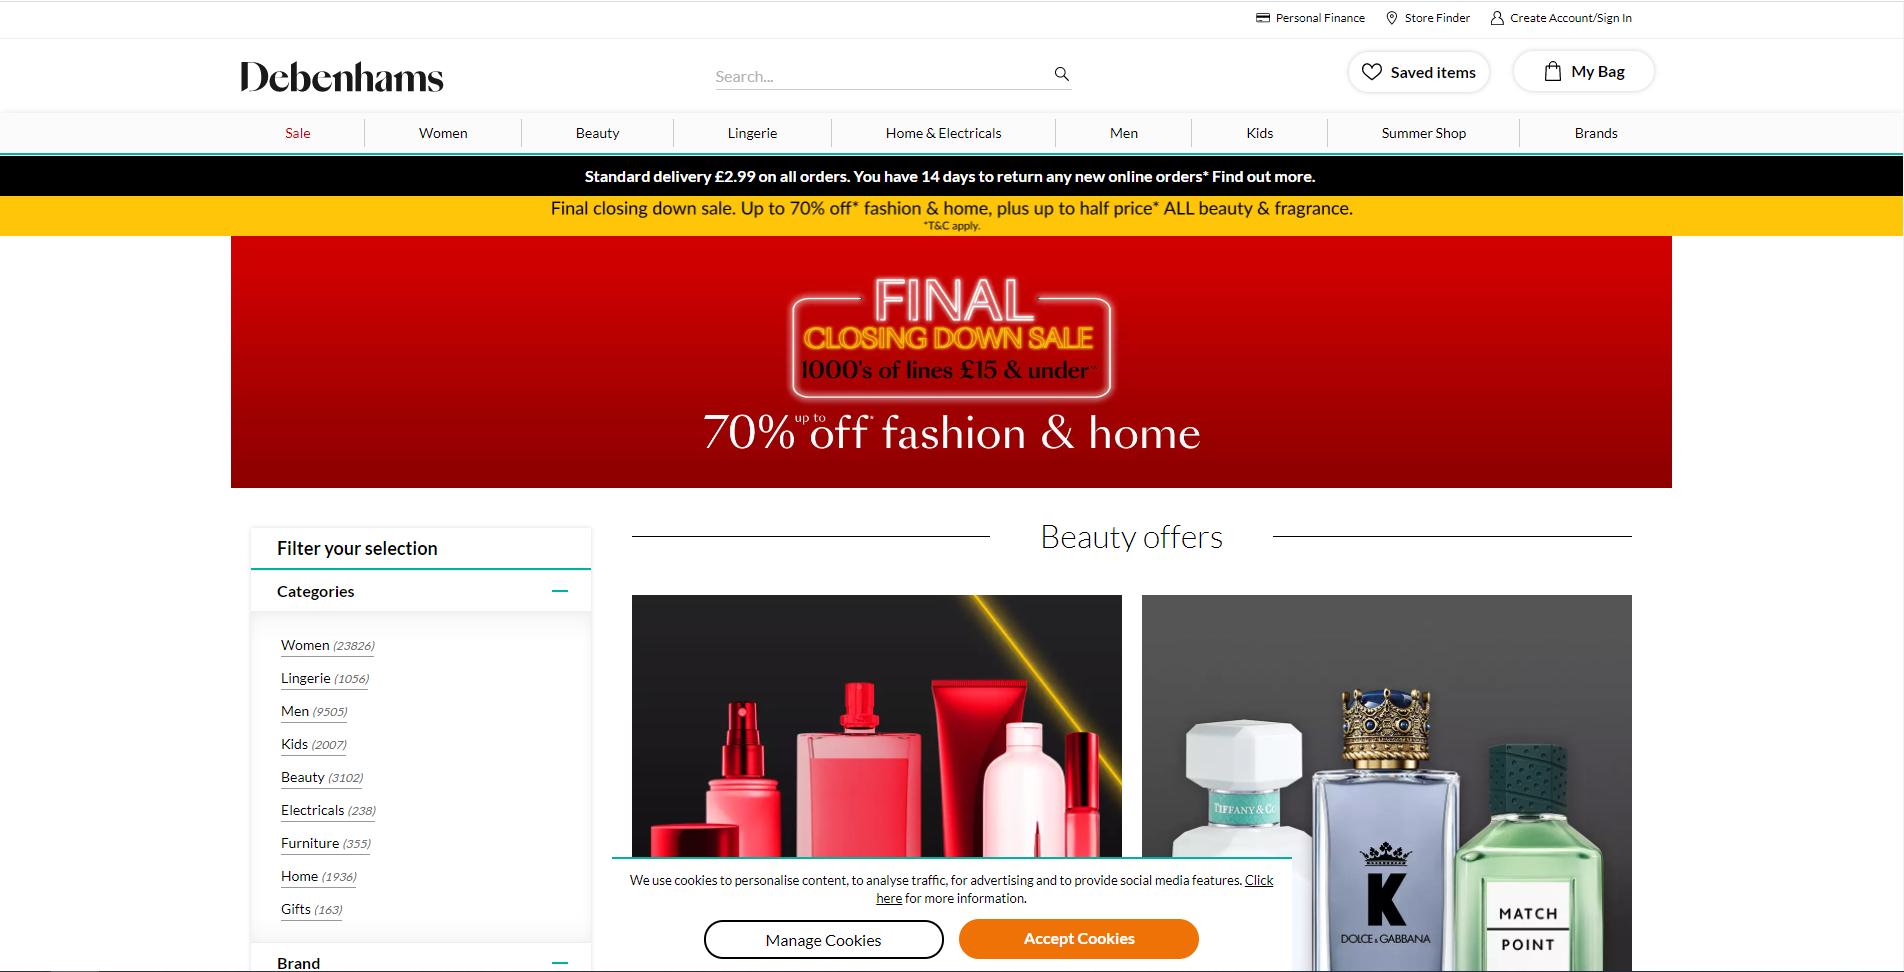 Personal Finance Store Finder Create Account/Sign In
Debenhams
Search...
Saved items
My Bag
Sale Women Beauty Lingerie Home & Electricals Men Kids Summer Shop Brands
Standard delivery £2.99 on all orders. You have 14 days to return any new online orders* Find out more.
Final closing down sale. Up to 70% off* fashion & home, plus up to half price* ALL beauty & fragrance.
*T&C apply.
FINAL
CLOSING DOWN SALE
1000's of lines £15 & under**
up to
70% off* fashion & home
Filter your selection
Categories
Women (23826)
Lingerie (1056)
Men (9505)
Kids (2007)
Beauty (3102)
Electricals (238)
Furniture (355)
Home (1936)
Gifts (163)
Brand
Beauty offers
TIFFANY & Co
K
DOLCE & GABBANA
MATCH
POINT
We use cookies to personalise content, to analyse traffic, for advertising and to provide social media features. Click
here for more information.
Manage Cookies
Accept Cookies